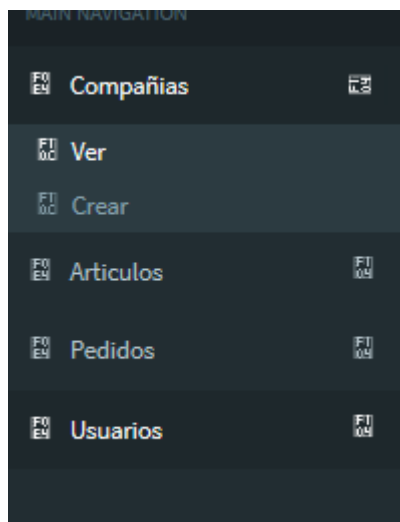 MAIN NAVIGATION
Compañias
Ver
Crear
Articulos
Pedidos
Usuarios